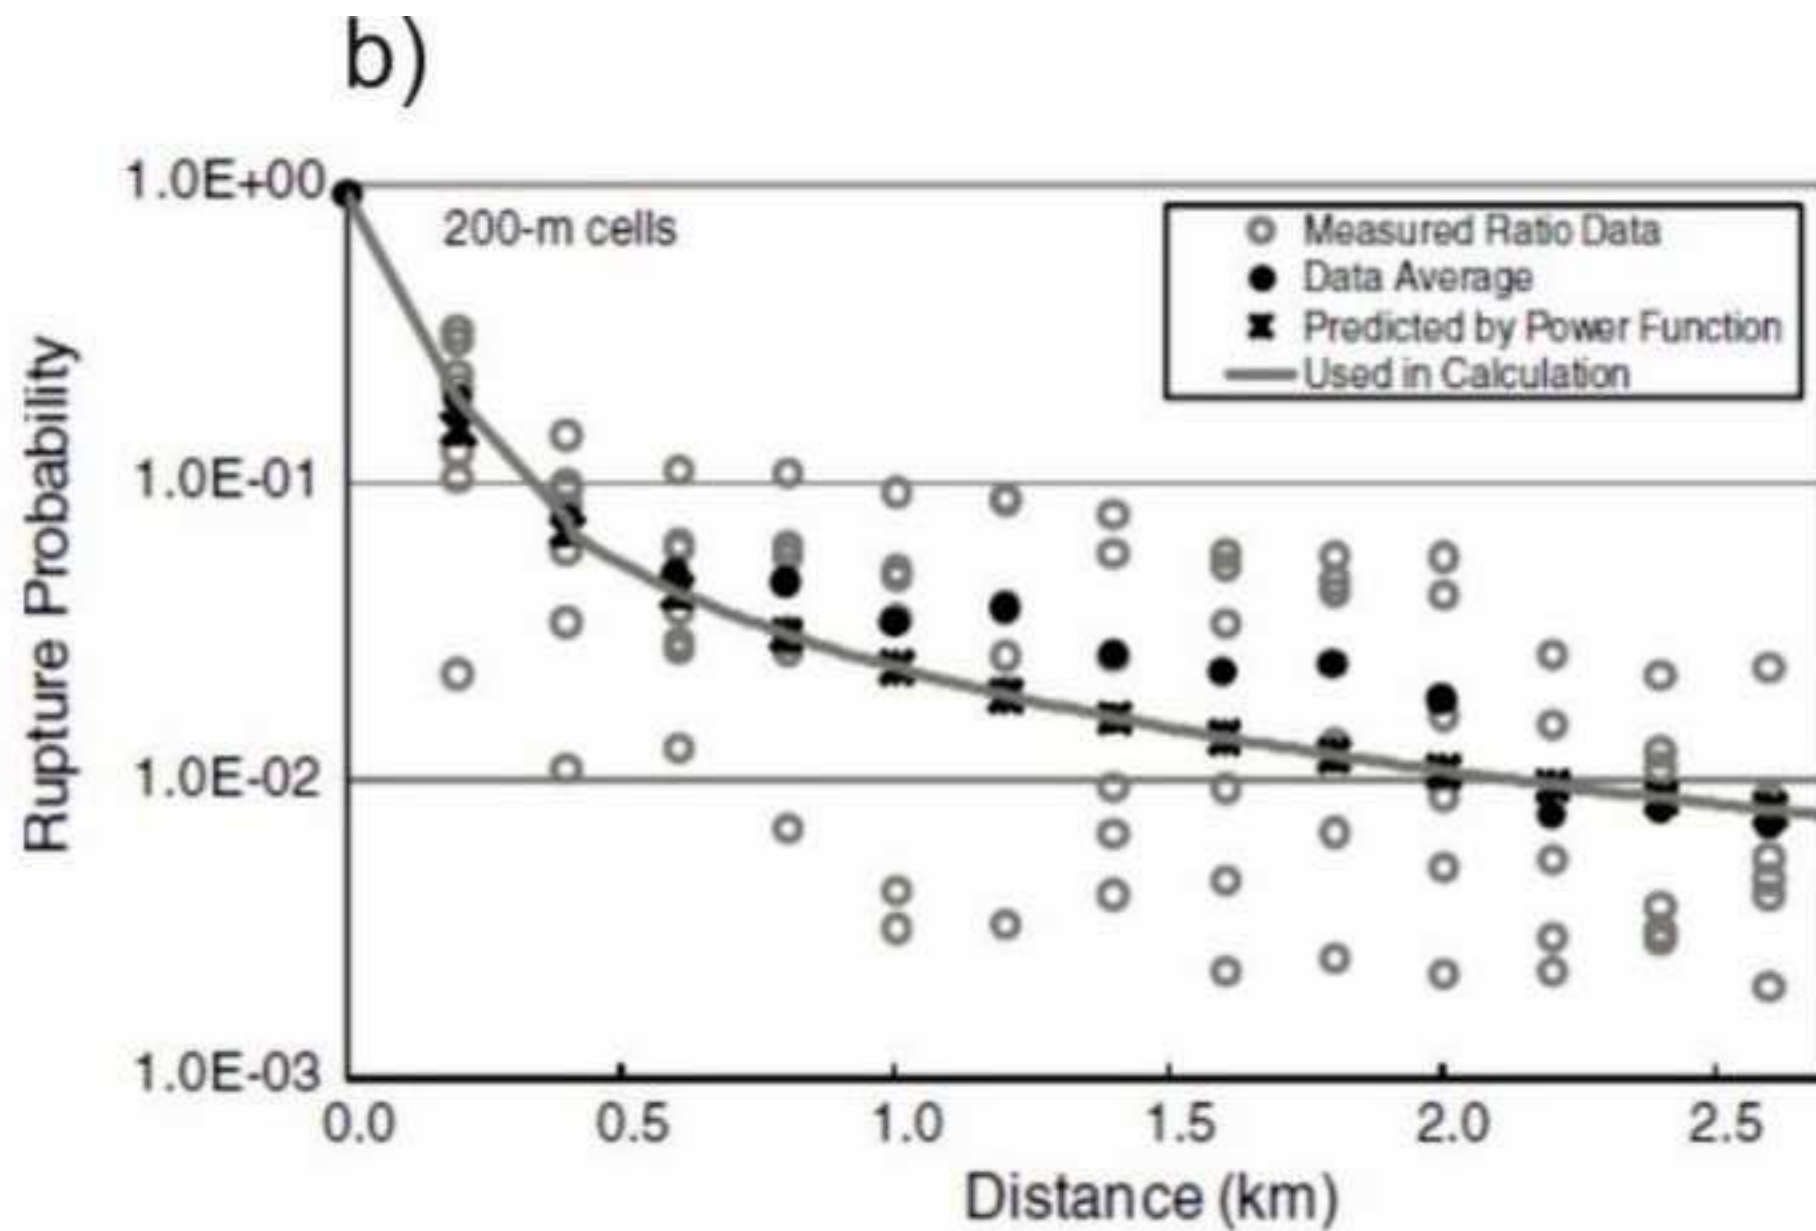 b)
1.0E+00
200-m cells
Measured Ratio Data
Data Average
Predicted by Power Function
Used in Calculation
Rupture Probability
1.0E-01
1.0E-02
1.0E-03
0.0 0.5 1.0 1.5 2.0 2.5
Distance (km)